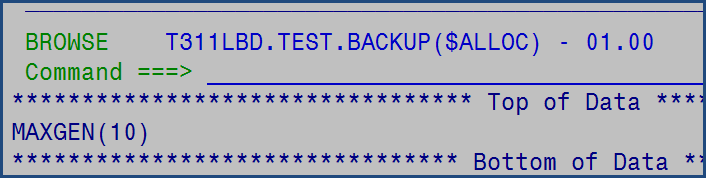 BROWSE    T311LBD.TEST.BACKUP($ALLOC) - 01.00
Command ===>
********************************* Top of Data ****
MAXGEN(10)
******************************** Bottom of Data **